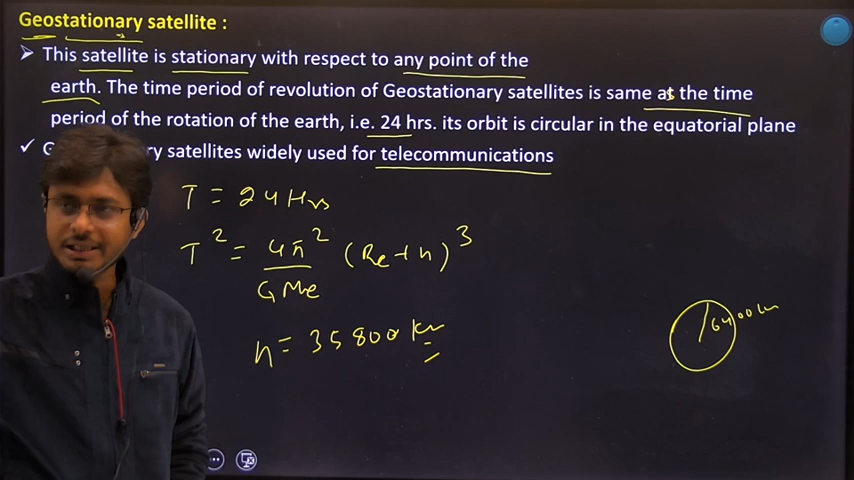 Geostationary satellite :
This satellite is stationary with respect to any point of the
earth. The time period of revolution of Geostationary satellites is same as the time
period of the rotation of the earth, i.e. 24 hrs. its orbit is circular in the equatorial plane
satellites widely used for telecommunications
T = 24 Hrs
T² = 4π² (Re + h)³
GMe
h = 35800 km
6400 km